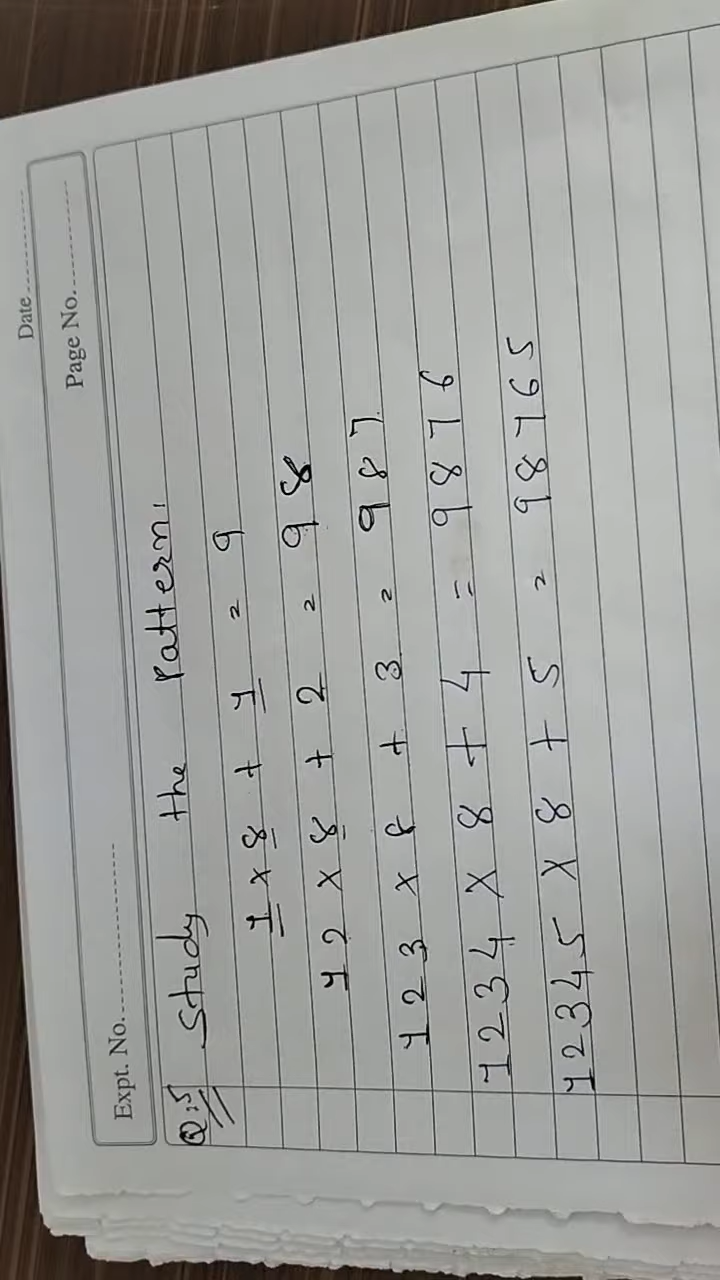 Date
Page No.
Expt. No.
Q:5 Study the Pattern.
1 x 8 + 1 = 9
12 x 8 + 2 = 98
123 x 8 + 3 = 987
1234 x 8 + 4 = 9876
12345 x 8 + 5 = 98765